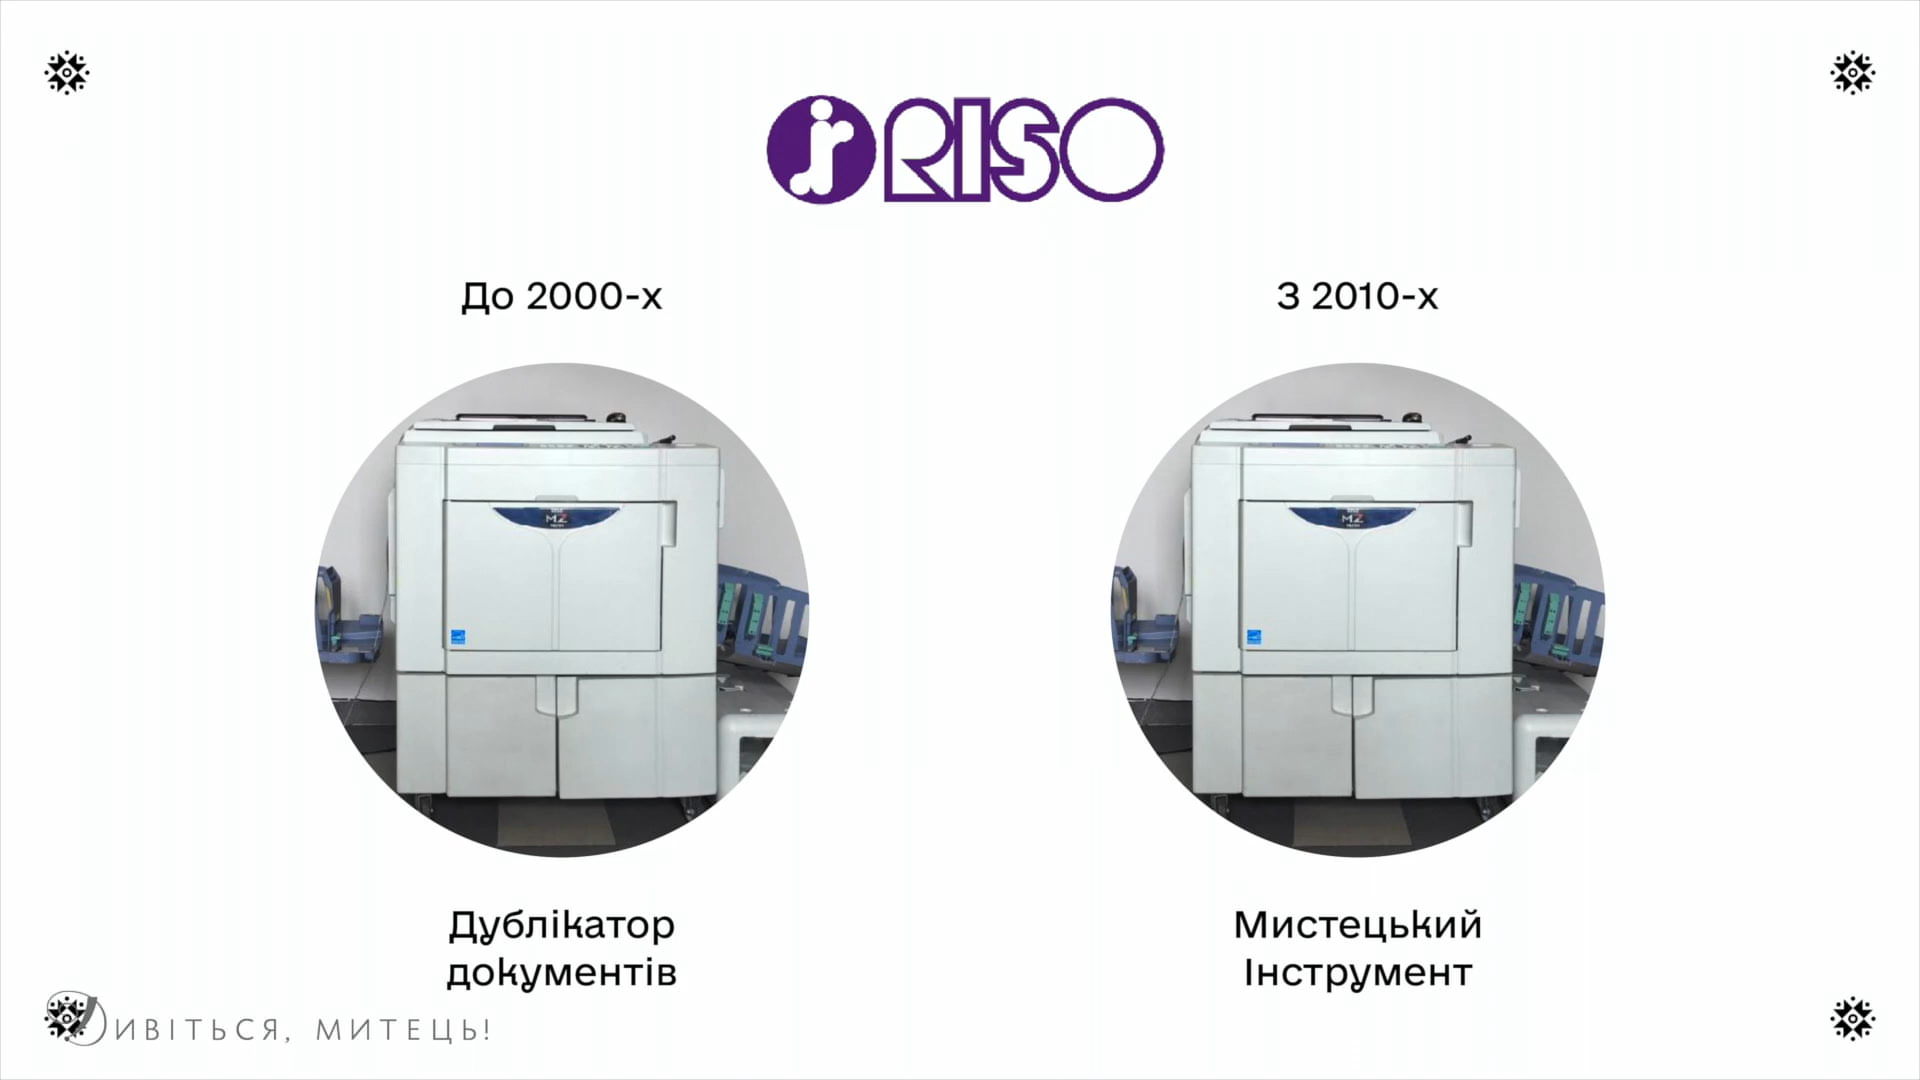 RISO
До 2000-х
З 2010-х
MZ
MZ
Дублікатор
документів
Мистецький
Інструмент
Дивіться, митець!